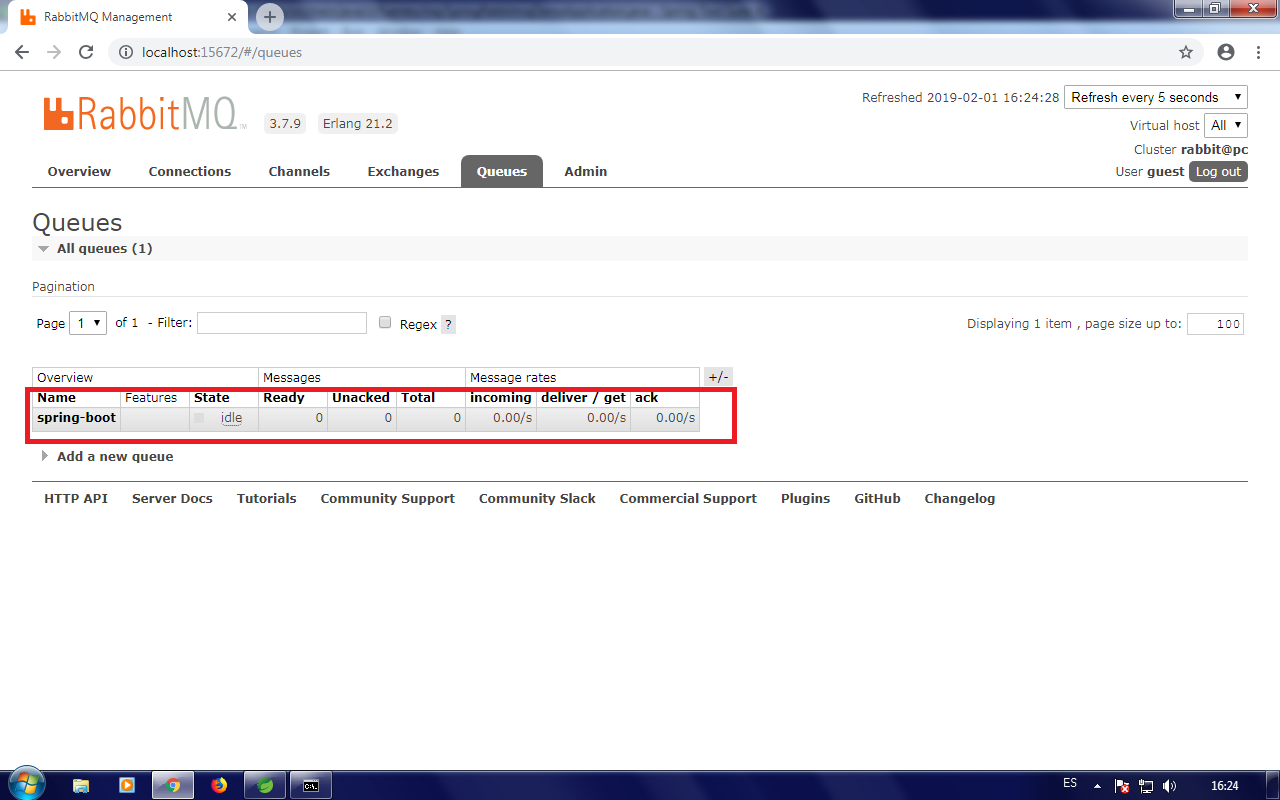 RabbitMQ Management
localhost:15672/#/queues
RabbitMQ TM 3.7.9 Erlang 21.2
Refreshed 2019-02-01 16:24:28 Refresh every 5 seconds
Virtual host All
Cluster rabbit@pc
User guest Log out
Overview Connections Channels Exchanges Queues Admin
Queues
All queues (1)
Pagination
Page 1 of 1 - Filter: Regex ? Displaying 1 item , page size up to: 100
Overview Messages Message rates +/-
Name Features State Ready Unacked Total incoming deliver / get ack
spring-boot idle 0 0 0 0.00/s 0.00/s 0.00/s
Add a new queue
HTTP API Server Docs Tutorials Community Support Community Slack Commercial Support Plugins GitHub Changelog
ES 16:24